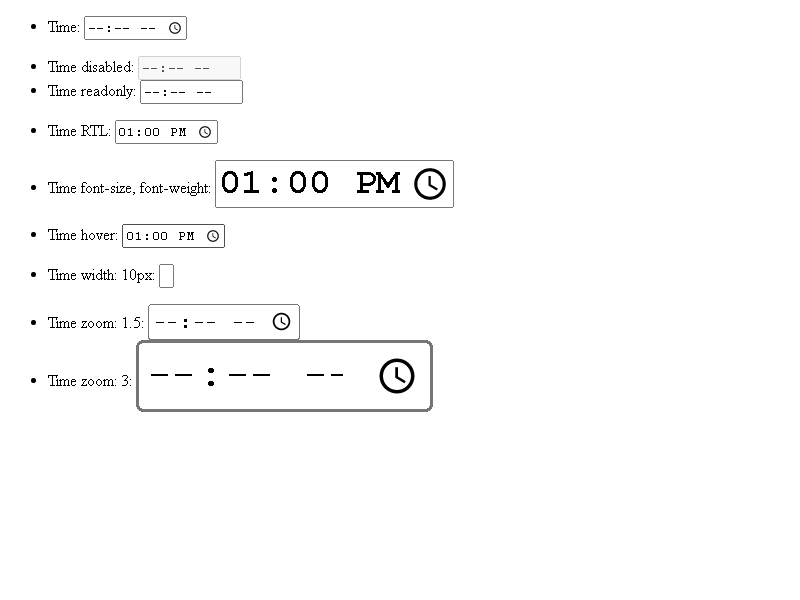 Time: --:-- --
Time disabled: --:-- --
Time readonly: --:-- --
Time RTL: 01:00 PM
Time font-size, font-weight: 01:00 PM
Time hover: 01:00 PM
Time width: 10px:
Time zoom: 1.5: --:-- --
Time zoom: 3: --:-- --